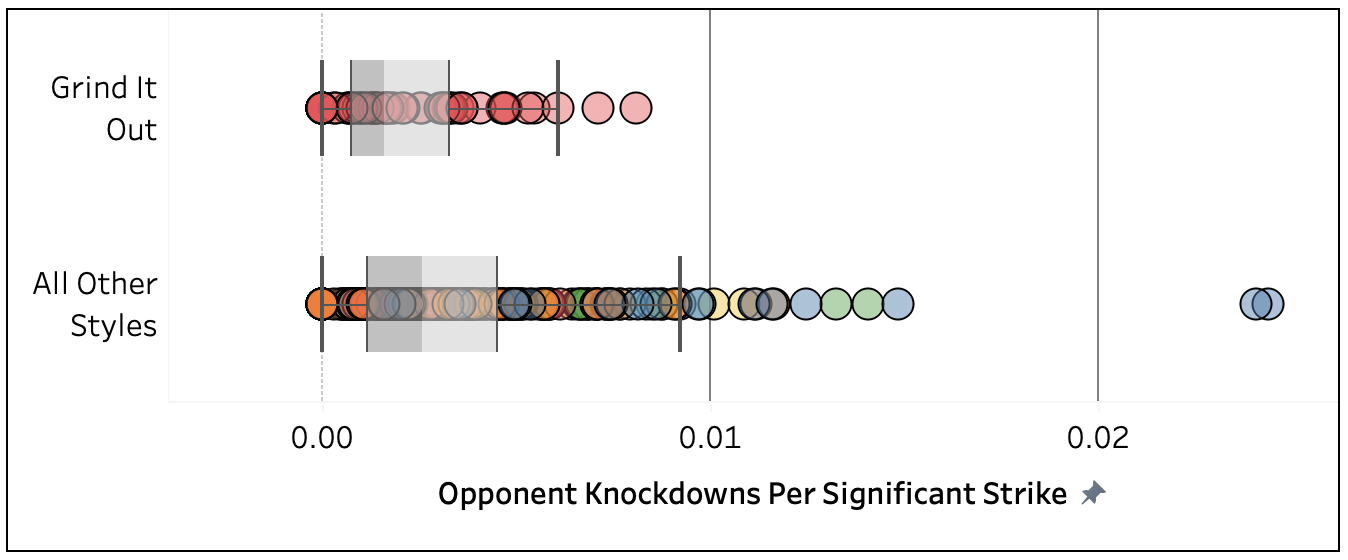 Grind It
Out
All Other
Styles
0.00
0.01
0.02
Opponent Knockdowns Per Significant Strike